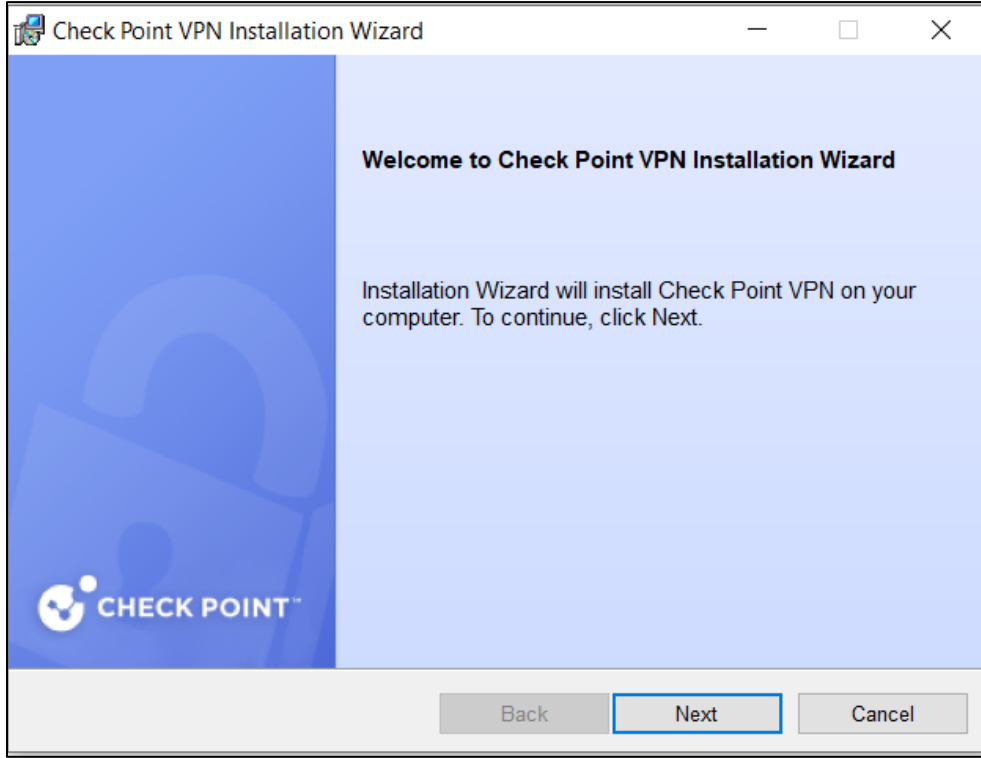 Check Point VPN Installation Wizard
Welcome to Check Point VPN Installation Wizard
Installation Wizard will install Check Point VPN on your
computer. To continue, click Next.
CHECK POINT™
Back
Next
Cancel